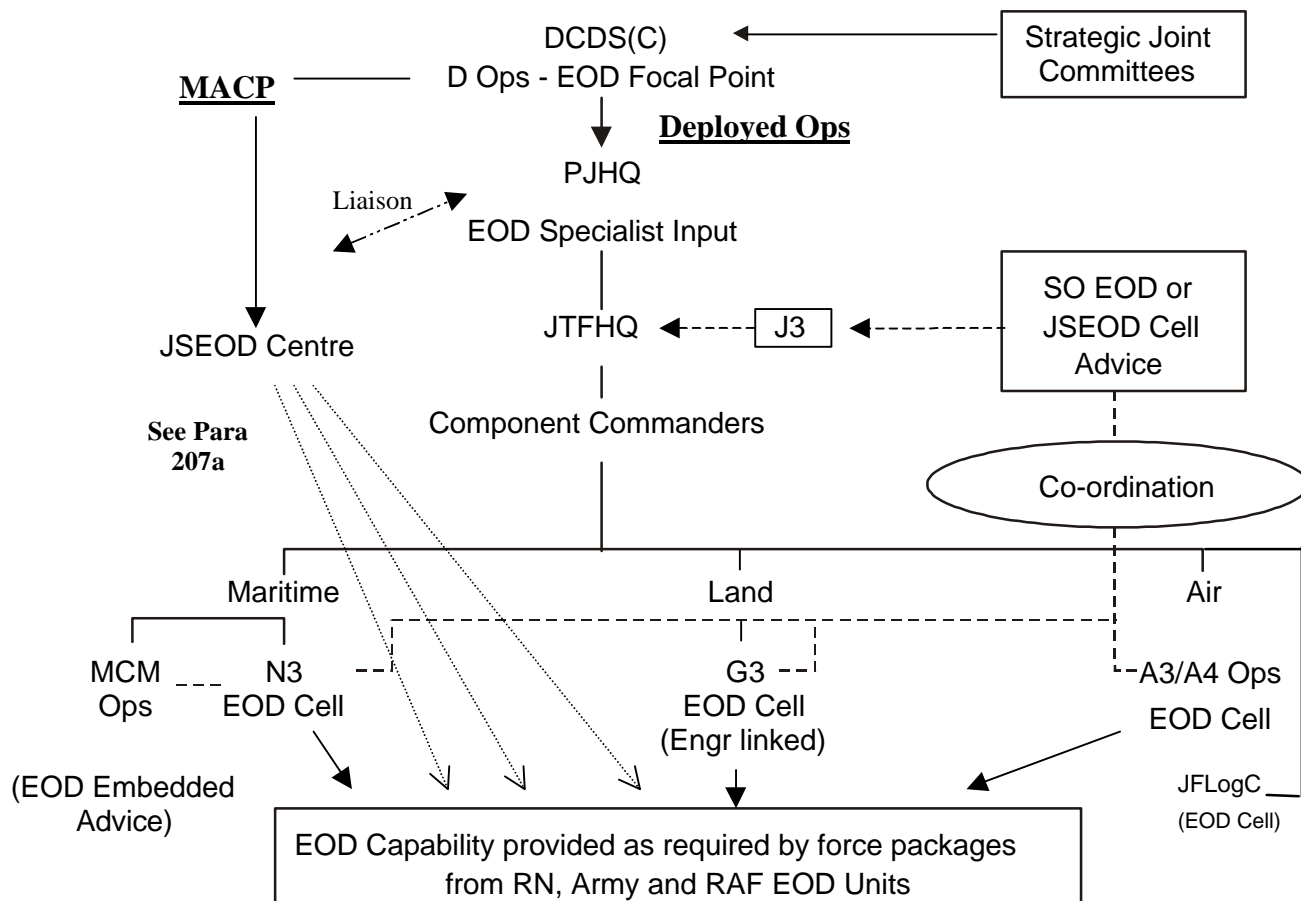 DCDS(C)
D Ops - EOD Focal Point
Strategic Joint
Committees
MACP
Deployed Ops
PJHQ
Liaison
EOD Specialist Input
SO EOD or
JSEOD Cell
Advice
JTFHQ
J3
JSEOD Centre
Component Commanders
See Para
207a
Co-ordination
Maritime
Land
Air
MCM
Ops
N3
EOD Cell
G3
EOD Cell
(Engr linked)
A3/A4 Ops
EOD Cell
(EOD Embedded
Advice)
JFLogC
(EOD Cell)
EOD Capability provided as required by force packages
from RN, Army and RAF EOD Units